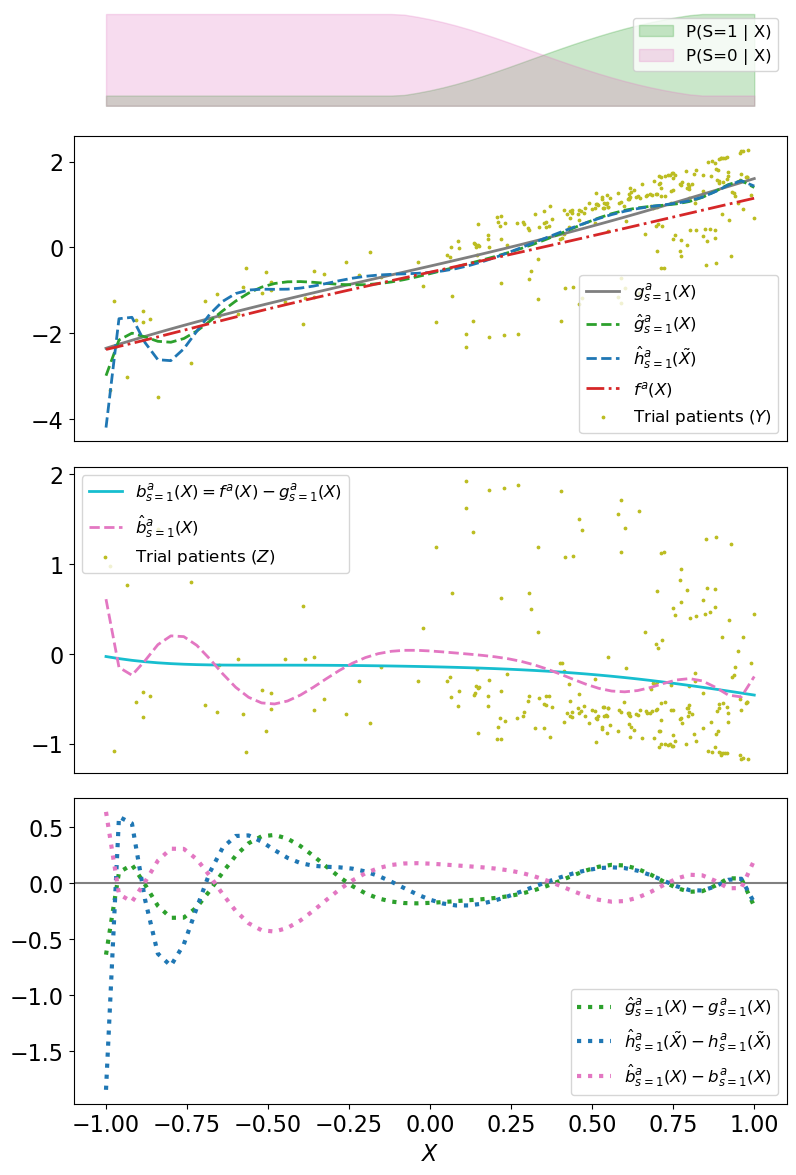 P(S=1 | X)
P(S=0 | X)
2
0
−2
−4
g^a_{s=1}(X)
ĝ^a_{s=1}(X)
ĥ^a_{s=1}(X̃)
f^a(X)
Trial patients (Y)
2
1
0
−1
b^a_{s=1}(X) = f^a(X) − g^a_{s=1}(X)
b̂^a_{s=1}(X)
Trial patients (Z)
0.5
0.0
−0.5
−1.0
−1.5
ĝ^a_{s=1}(X) − g^a_{s=1}(X)
ĥ^a_{s=1}(X̃) − h^a_{s=1}(X̃)
b̂^a_{s=1}(X) − b^a_{s=1}(X)
−1.00 −0.75 −0.50 −0.25 0.00 0.25 0.50 0.75 1.00
X